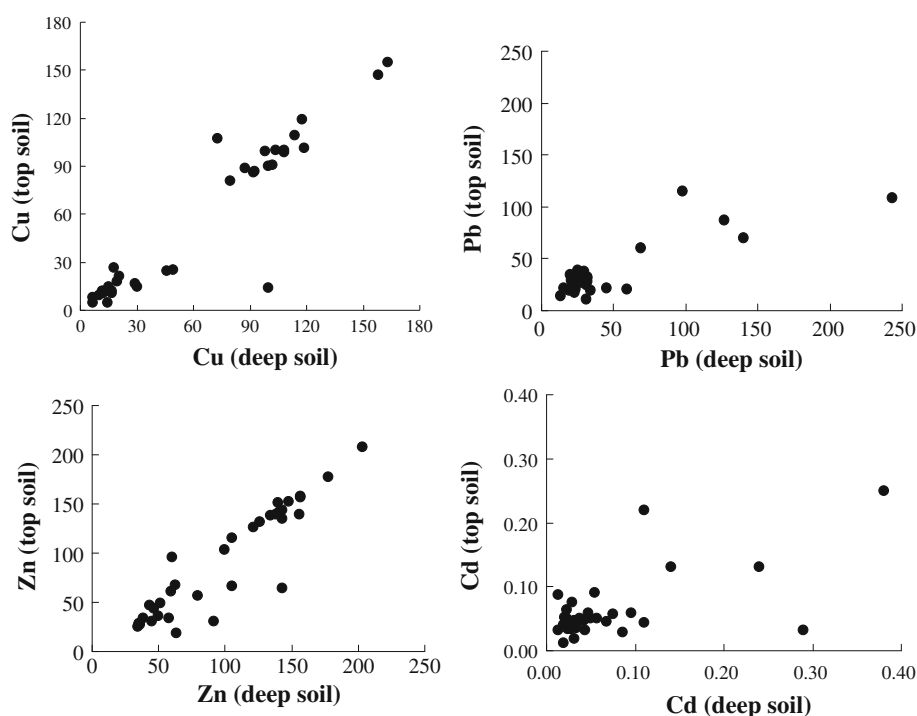 180
150
120
90
60
30
0
0 30 60 90 120 150 180
Cu (top soil)
Cu (deep soil)
250
200
150
100
50
0
0 50 100 150 200 250
Pb (top soil)
Pb (deep soil)
250
200
150
100
50
0
0 50 100 150 200 250
Zn (top soil)
Zn (deep soil)
0.40
0.30
0.20
0.10
0.00
0.00 0.10 0.20 0.30 0.40
Cd (top soil)
Cd (deep soil)